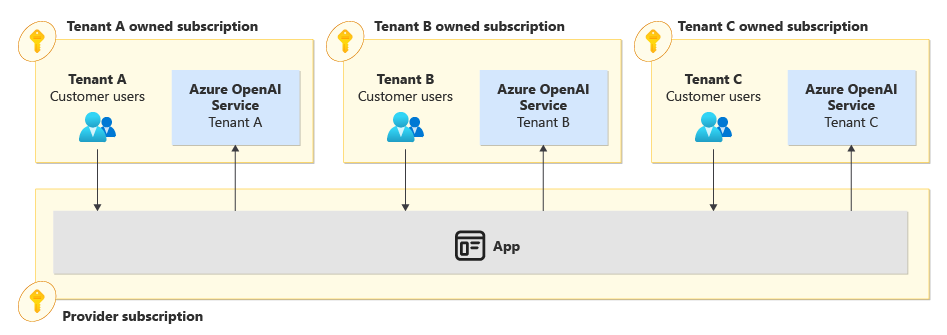 Tenant A owned subscription
Tenant A
Customer users
Azure OpenAI
Service
Tenant A
Tenant B owned subscription
Tenant B
Customer users
Azure OpenAI
Service
Tenant B
Tenant C owned subscription
Tenant C
Customer users
Azure OpenAI
Service
Tenant C
App
Provider subscription